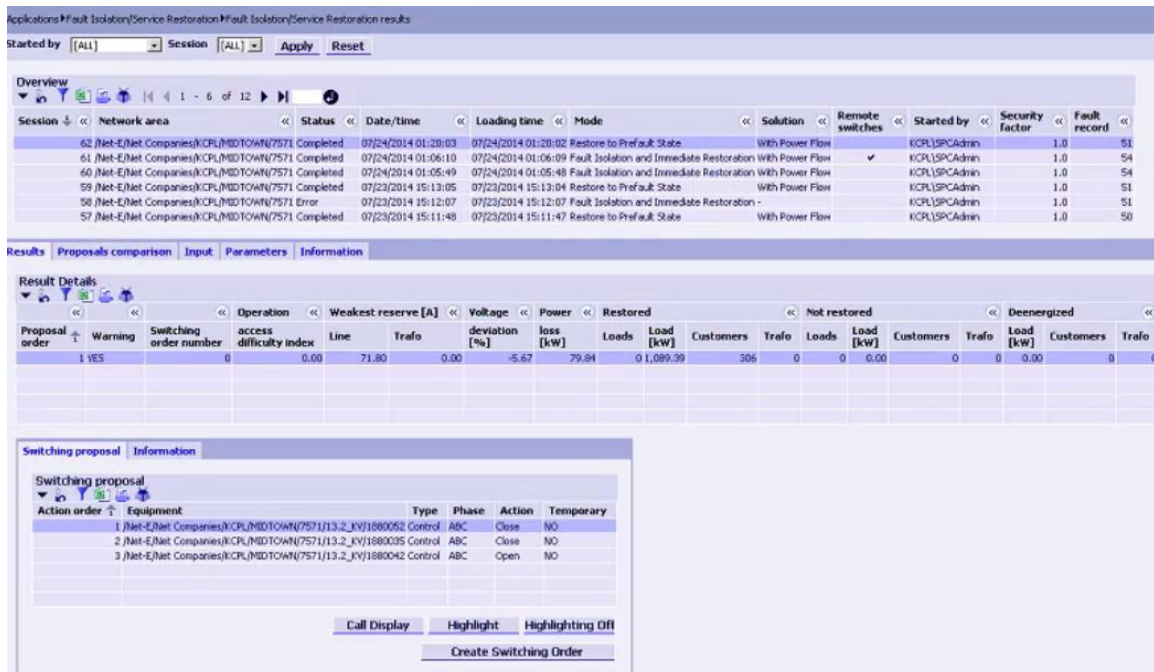 Applications▶Fault Isolation/Service Restoration▶Fault Isolation/Service Restoration results
Started by [ALL] Session [ALL] Apply Reset
Overview
1 - 6 of 12
Session Network area Status Date/time Loading time Mode Solution Remote switches Started by Security factor Fault record
62 /Net-E/Net Companies/KCPL/MIDTOWN/7571 Completed 07/24/2014 01:20:03 07/24/2014 01:20:02 Restore to Prefault State With Power Flow KCPL\SPCAdmin 1.0 51
61 /Net-E/Net Companies/KCPL/MIDTOWN/7571 Completed 07/24/2014 01:06:10 07/24/2014 01:06:09 Fault Isolation and Immediate Restoration With Power Flow ✔ KCPL\SPCAdmin 1.0 54
60 /Net-E/Net Companies/KCPL/MIDTOWN/7571 Completed 07/24/2014 01:05:49 07/24/2014 01:05:48 Fault Isolation and Immediate Restoration With Power Flow KCPL\SPCAdmin 1.0 54
59 /Net-E/Net Companies/KCPL/MIDTOWN/7571 Completed 07/23/2014 15:13:05 07/23/2014 15:13:04 Restore to Prefault State With Power Flow KCPL\SPCAdmin 1.0 51
58 /Net-E/Net Companies/KCPL/MIDTOWN/7571 Error 07/23/2014 15:12:07 07/23/2014 15:12:07 Fault Isolation and Immediate Restoration - KCPL\SPCAdmin 1.0 51
57 /Net-E/Net Companies/KCPL/MIDTOWN/7571 Completed 07/23/2014 15:11:48 07/23/2014 15:11:47 Restore to Prefault State With Power Flow KCPL\SPCAdmin 1.0 50
Results Proposals comparison Input Parameters Information
Result Details
Operation Weakest reserve [A] Voltage Power Restored Not restored Deenergized
Proposal order Warning Switching order number access difficulty index Line Trafo deviation [%] loss [kW] Loads Load [kW] Customers Trafo Loads Load [kW] Customers Trafo Load [kW] Customers Trafo
1 YES 0 0.00 71.80 0.00 -5.67 79.84 0 1,089.39 306 0 0 0.00 0 0 0.00 0 0
Switching proposal Information
Switching proposal
Action order Equipment Type Phase Action Temporary
1 /Net-E/Net Companies/KCPL/MIDTOWN/7571/13.2_KV/1880052 Control ABC Close NO
2 /Net-E/Net Companies/KCPL/MIDTOWN/7571/13.2_KV/1880035 Control ABC Close NO
3 /Net-E/Net Companies/KCPL/MIDTOWN/7571/13.2_KV/1880042 Control ABC Open NO
Call Display Highlight Highlighting Off
Create Switching Order